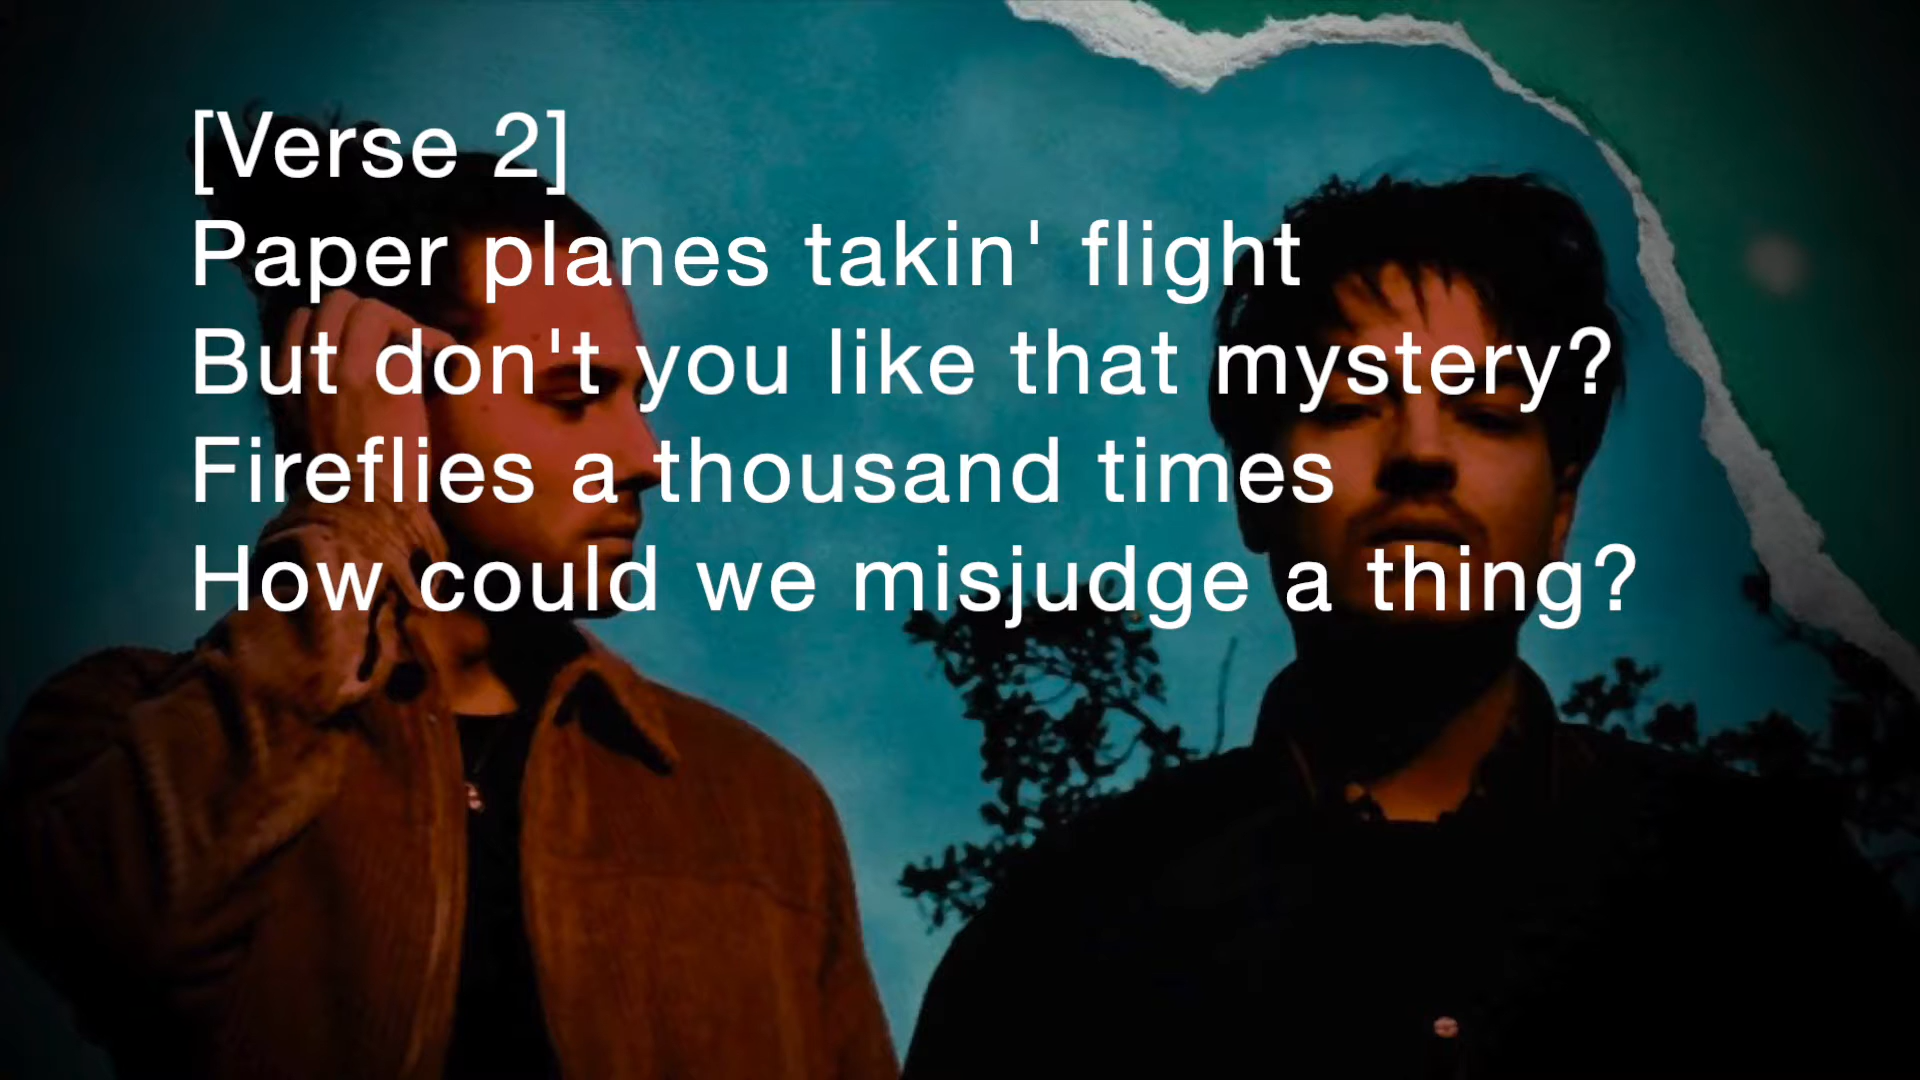 [Verse 2]
Paper planes takin' flight
But don't you like that mystery?
Fireflies a thousand times
How could we misjudge a thing?